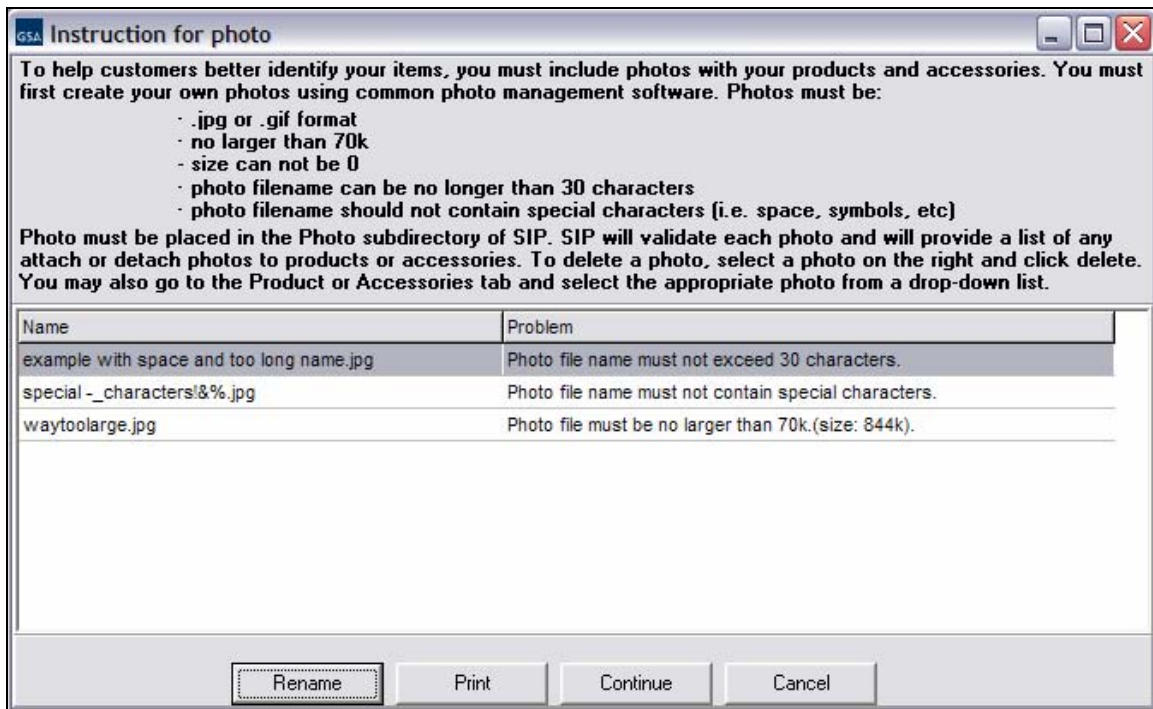 GSA Instruction for photo
To help customers better identify your items, you must include photos with your products and accessories. You must
first create your own photos using common photo management software. Photos must be:
· .jpg or .gif format
· no larger than 70k
- size can not be 0
· photo filename can be no longer than 30 characters
· photo filename should not contain special characters (i.e. space, symbols, etc)
Photo must be placed in the Photo subdirectory of SIP. SIP will validate each photo and will provide a list of any
attach or detach photos to products or accessories. To delete a photo, select a photo on the right and click delete.
You may also go to the Product or Accessories tab and select the appropriate photo from a drop-down list.
Name Problem
example with space and too long name.jpg Photo file name must not exceed 30 characters.
special -_characters!&%.jpg Photo file name must not contain special characters.
waytoolarge.jpg Photo file must be no larger than 70k.(size: 844k).
Rename Print Continue Cancel